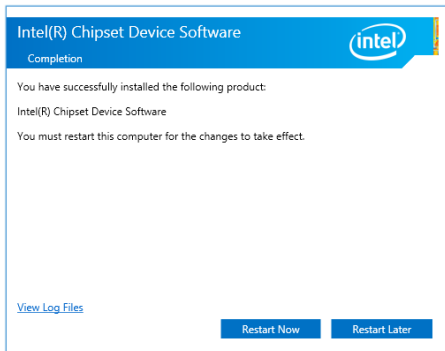 Intel(R) Chipset Device Software
Completion
intel
You have successfully installed the following product:
Intel(R) Chipset Device Software
You must restart this computer for the changes to take effect.
View Log Files
Restart Now
Restart Later